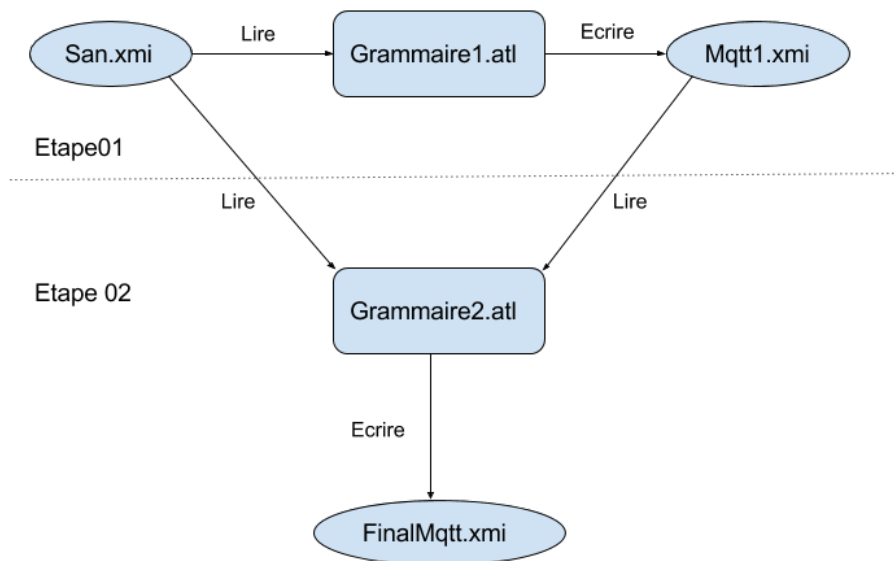 San.xmi
Lire
Grammaire1.atl
Ecrire
Mqtt1.xmi
Etape01
Lire
Lire
Etape 02
Grammaire2.atl
Ecrire
FinalMqtt.xmi